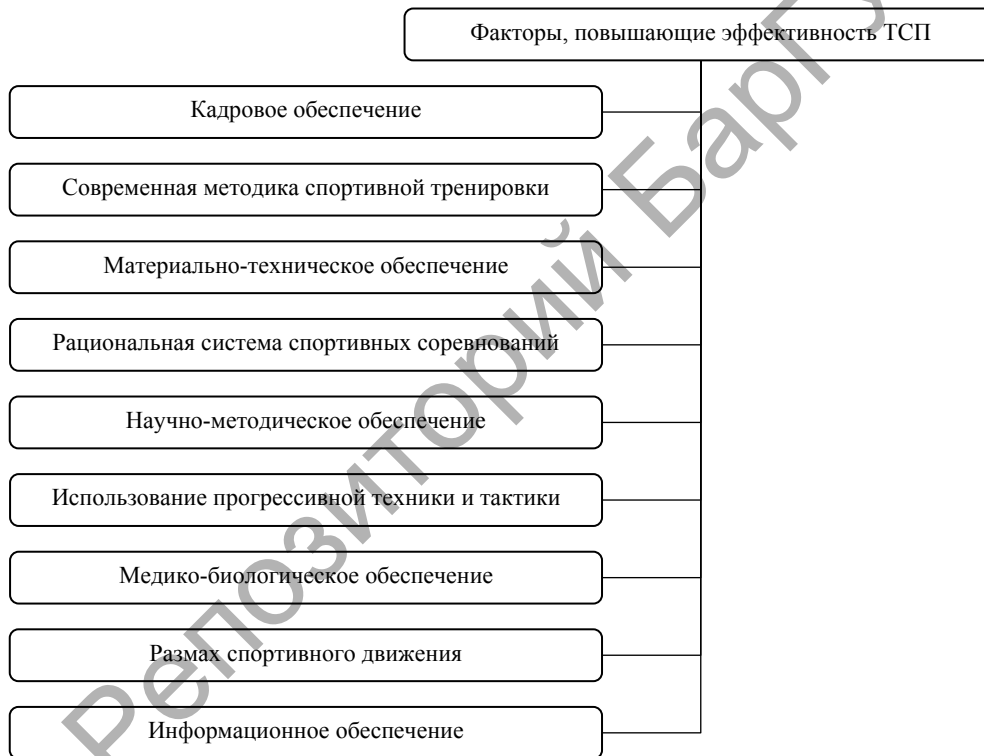 Факторы, повышающие эффективность ТСП
Кадровое обеспечение
Современная методика спортивной тренировки
Материально-техническое обеспечение
Рациональная система спортивных соревнований
Научно-методическое обеспечение
Использование прогрессивной техники и тактики
Медико-биологическое обеспечение
Размах спортивного движения
Информационное обеспечение
Репозиторий БарГУ